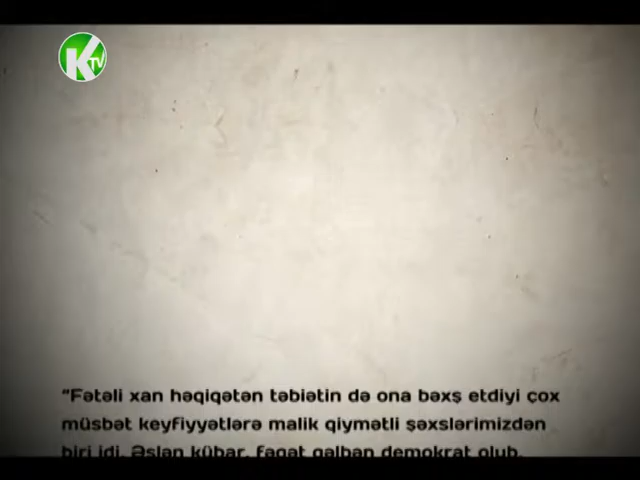 KTV
"Fətəli xan həqiqətən təbiətin də ona bəxş etdiyi çox
müsbət keyfiyyətlərə malik qiymətli şəxslərimizdən
biri idi. Əslən kübar, fəqət qəlbən demokrat olub,